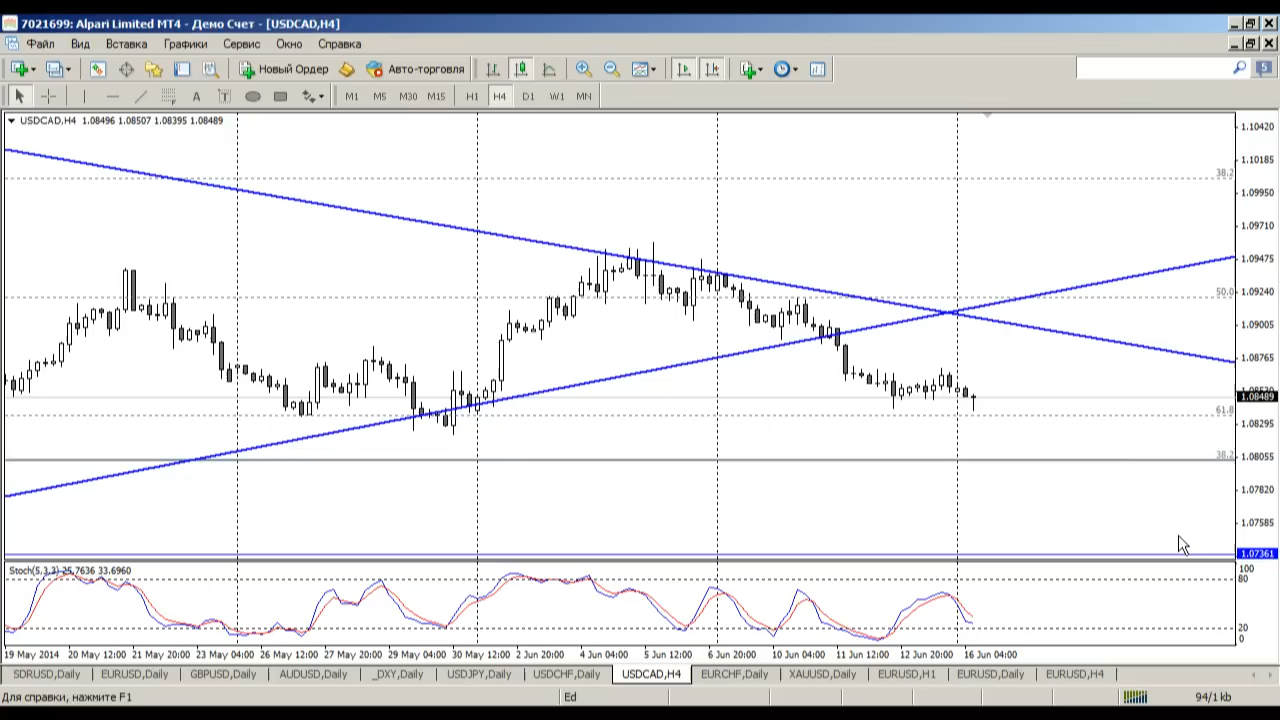 7021699: Alpari Limited MT4 - Демо Счет - [USDCAD,H4]
Файл Вид Вставка Графики Сервис Окно Справка
Новый Ордер Авто-торговля 5
A T M1 M5 M30 M15 H1 H4 D1 W1 MN
USDCAD,H4 1.08496 1.08507 1.08395 1.08489
1.10420
1.10185
38.2
1.09950
1.09710
1.09475
50.0 1.09240
1.09005
1.08765
1.08530
1.08489
61.8
1.08295
38.2 1.08055
1.07820
1.07585
1.07361
Stoch(5,3,3) 25.7636 33.6960
100
80
20
0
19 May 2014 20 May 12:00 21 May 20:00 23 May 04:00 26 May 12:00 27 May 20:00 29 May 04:00 30 May 12:00 2 Jun 20:00 4 Jun 04:00 5 Jun 12:00 6 Jun 20:00 10 Jun 04:00 11 Jun 12:00 12 Jun 20:00 16 Jun 04:00
SDRUSD,Daily EURUSD,Daily GBPUSD,Daily AUDUSD,Daily _DXY,Daily USDJPY,Daily USDCHF,Daily USDCAD,H4 EURCHF,Daily XAUUSD,Daily EURUSD,H1 EURUSD,Daily EURUSD,H4
Для справки, нажмите F1 Ed 94/1 kb